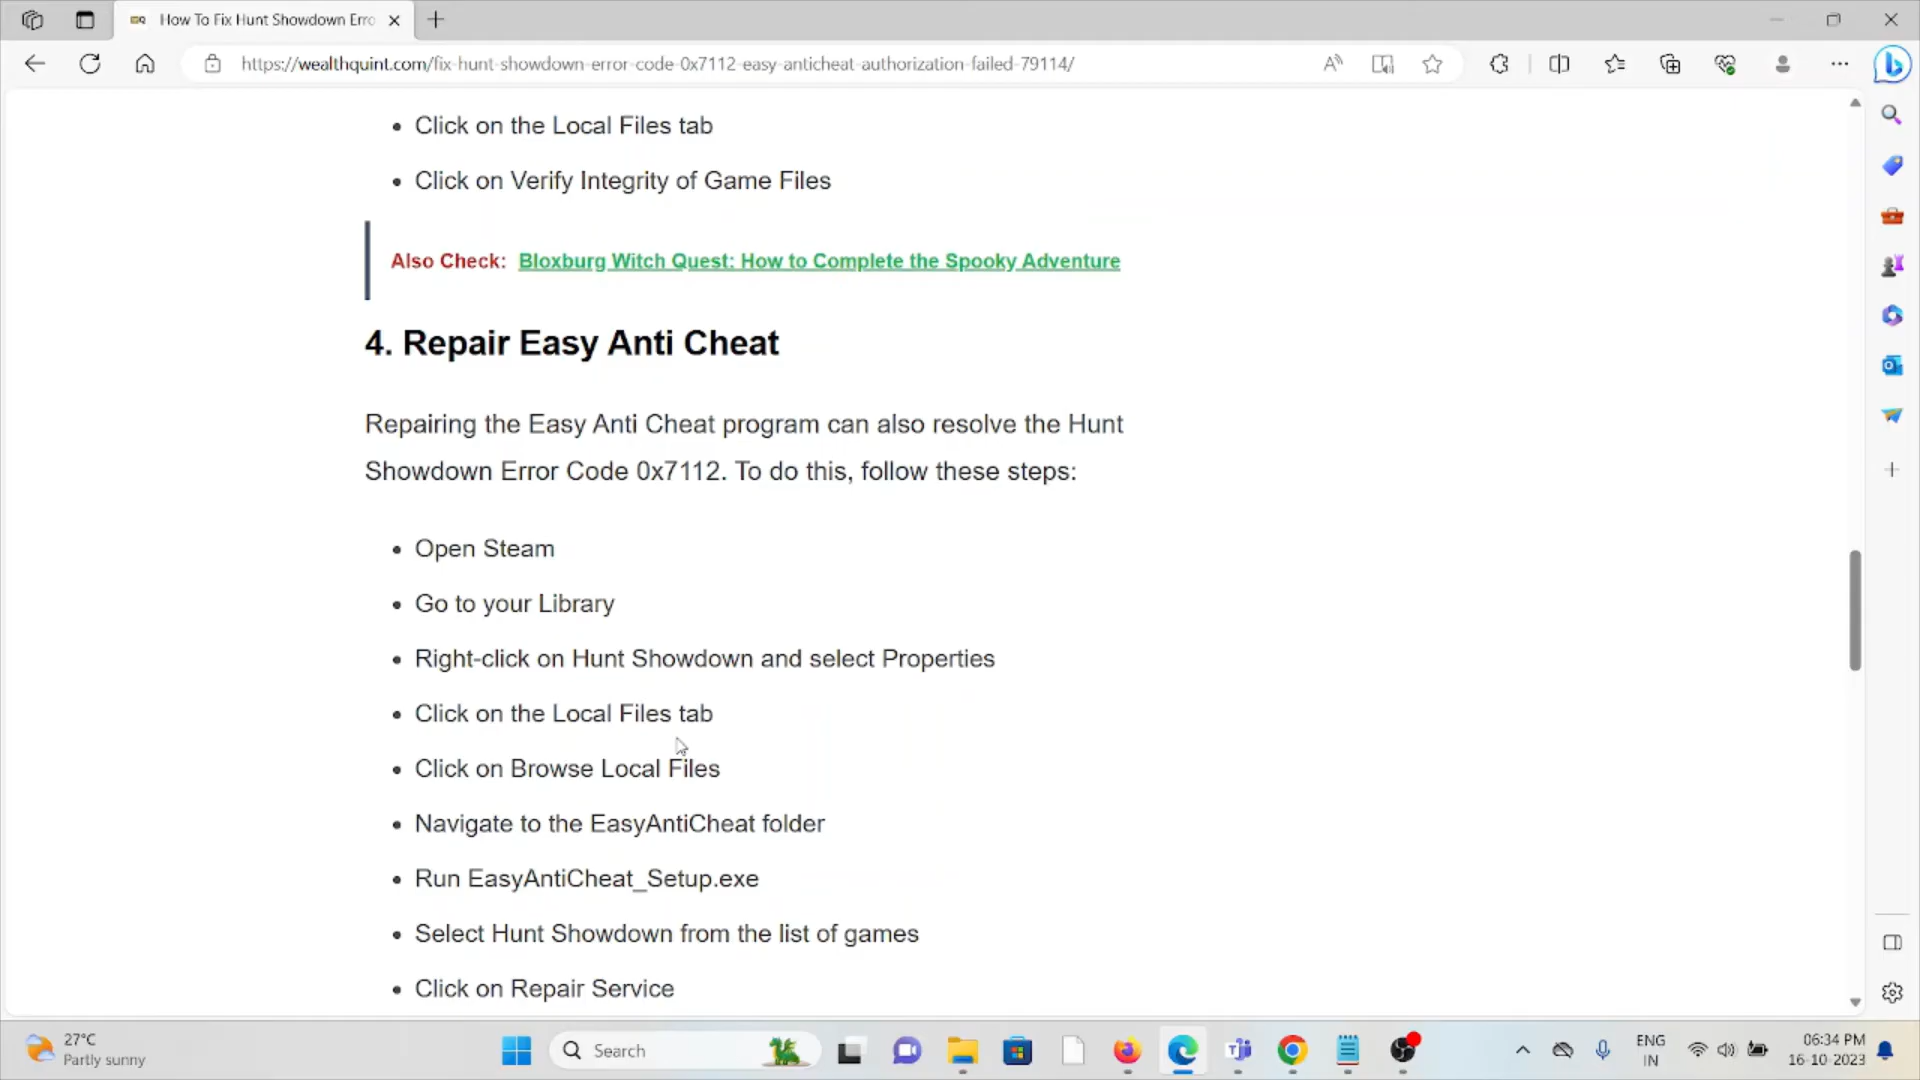 How To Fix Hunt Showdown Erro
https://wealthquint.com/fix-hunt-showdown-error-code-0x7112-easy-anticheat-authorization-failed-79114/
Click on the Local Files tab
Click on Verify Integrity of Game Files
Also Check: Bloxburg Witch Quest: How to Complete the Spooky Adventure
4. Repair Easy Anti Cheat
Repairing the Easy Anti Cheat program can also resolve the Hunt
Showdown Error Code 0x7112. To do this, follow these steps:
Open Steam
Go to your Library
Right-click on Hunt Showdown and select Properties
Click on the Local Files tab
Click on Browse Local Files
Navigate to the EasyAntiCheat folder
Run EasyAntiCheat_Setup.exe
Select Hunt Showdown from the list of games
Click on Repair Service
27°C
Partly sunny
Search
ENG
IN
06:34 PM
16-10-2023